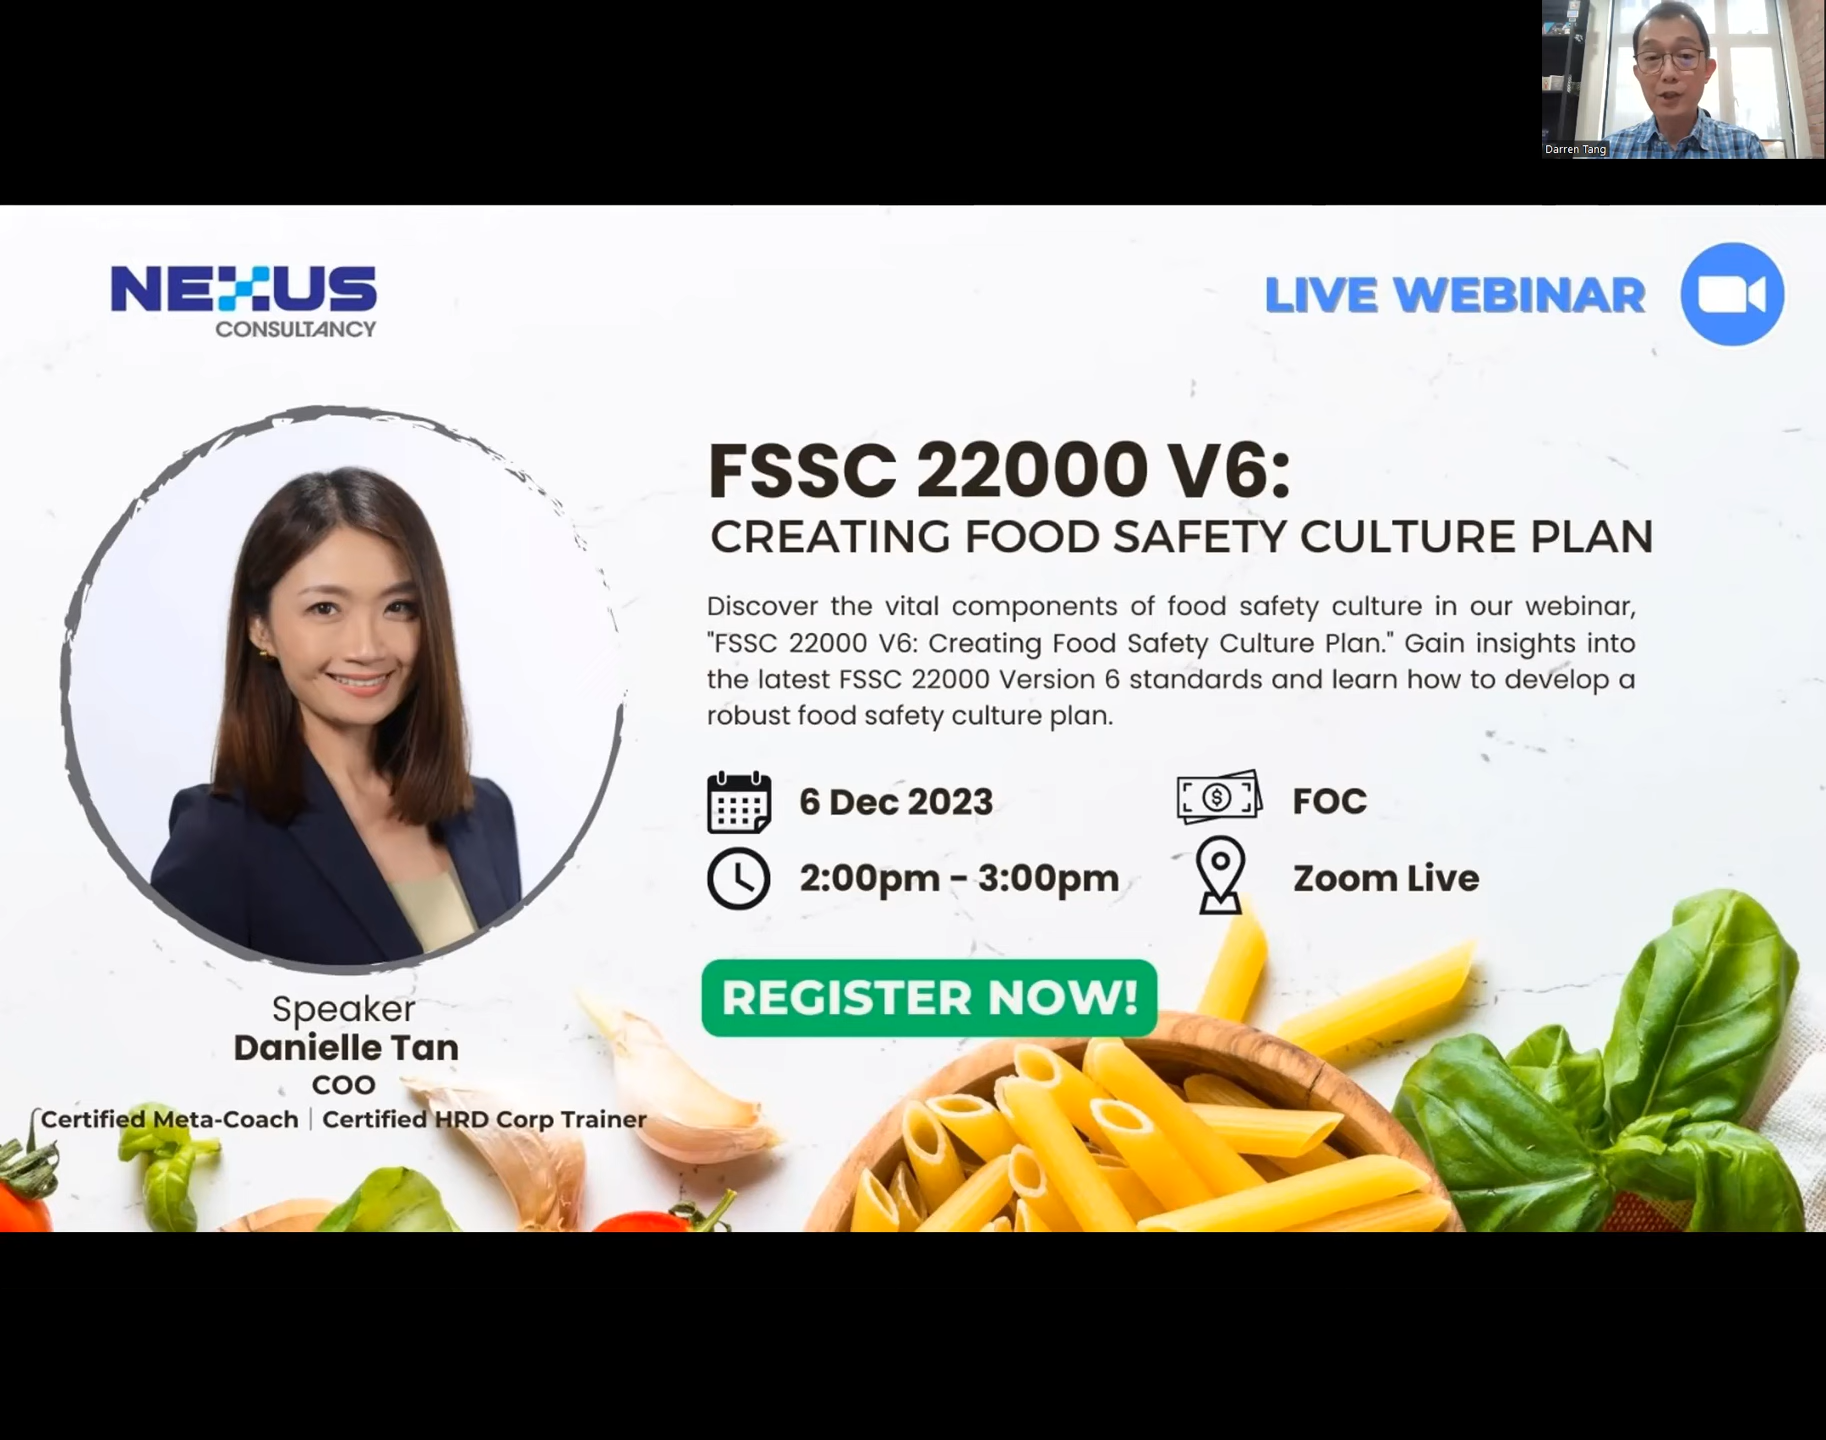 Darren Tang
NEXUS
CONSULTANCY
LIVE WEBINAR
FSSC 22000 V6:
CREATING FOOD SAFETY CULTURE PLAN
Discover the vital components of food safety culture in our webinar,
"FSSC 22000 V6: Creating Food Safety Culture Plan." Gain insights into
the latest FSSC 22000 Version 6 standards and learn how to develop a
robust food safety culture plan.
6 Dec 2023
FOC
2:00pm - 3:00pm
Zoom Live
REGISTER NOW!
Speaker
Danielle Tan
COO
Certified Meta-Coach | Certified HRD Corp Trainer